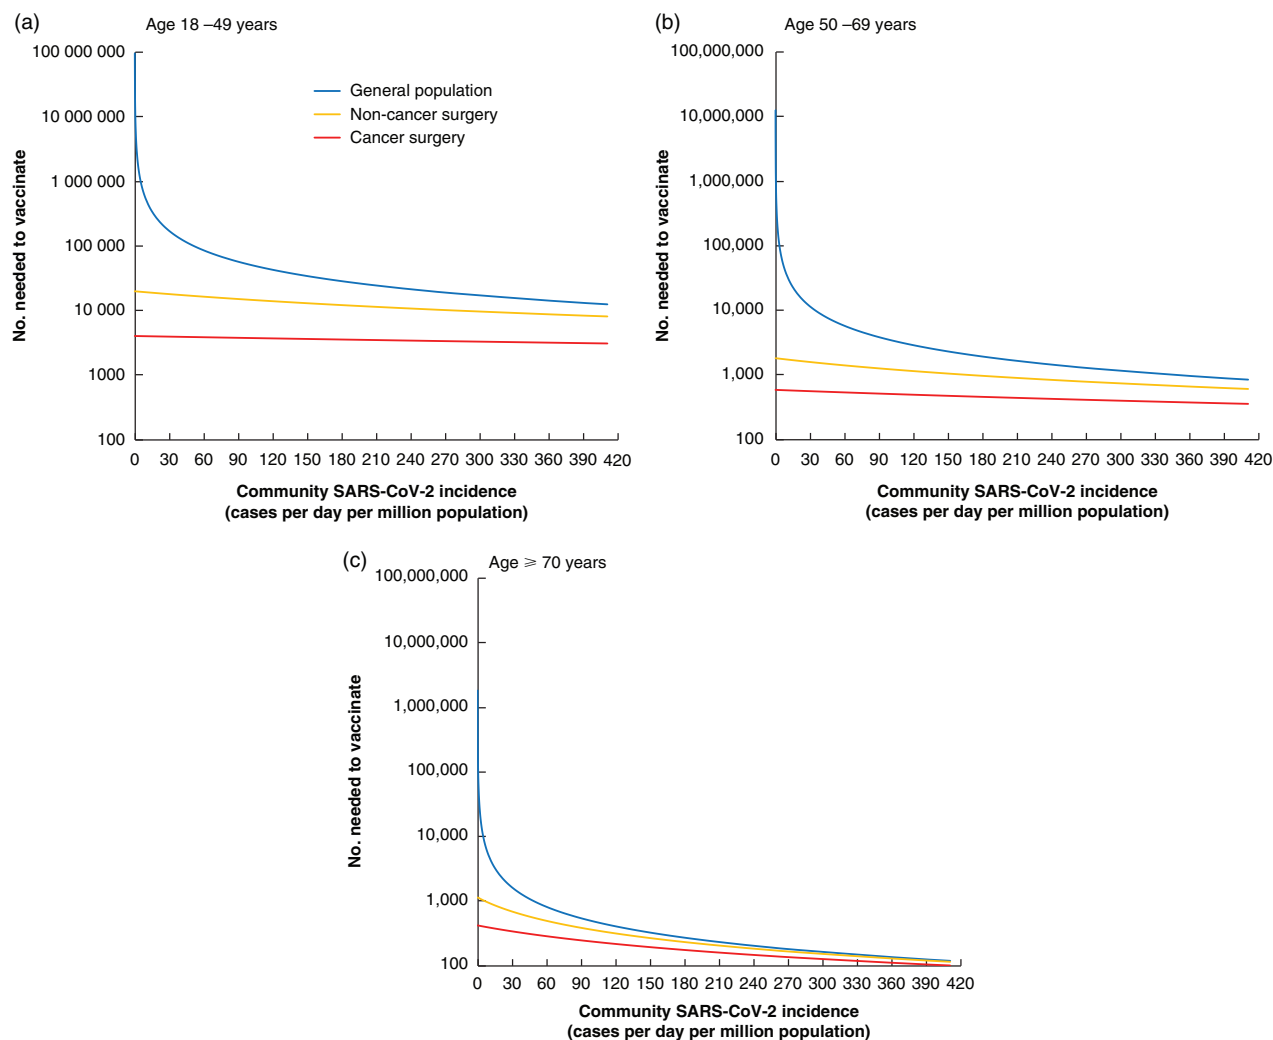 (a)
Age 18 –49 years
100 000 000
10 000 000
1 000 000
100 000
10 000
1000
100
No. needed to vaccinate
General population
Non-cancer surgery
Cancer surgery
0 30 60 90 120 150 180 210 240 270 300 330 360 390 420
Community SARS-CoV-2 incidence
(cases per day per million population)
(b)
Age 50 –69 years
100,000,000
10,000,000
1,000,000
100,000
10,000
1,000
100
No. needed to vaccinate
0 30 60 90 120 150 180 210 240 270 300 330 360 390 420
Community SARS-CoV-2 incidence
(cases per day per million population)
(c)
Age ⩾ 70 years
100,000,000
10,000,000
1,000,000
100,000
10,000
1,000
100
No. needed to vaccinate
0 30 60 90 120 150 180 210 240 270 300 330 360 390 420
Community SARS-CoV-2 incidence
(cases per day per million population)